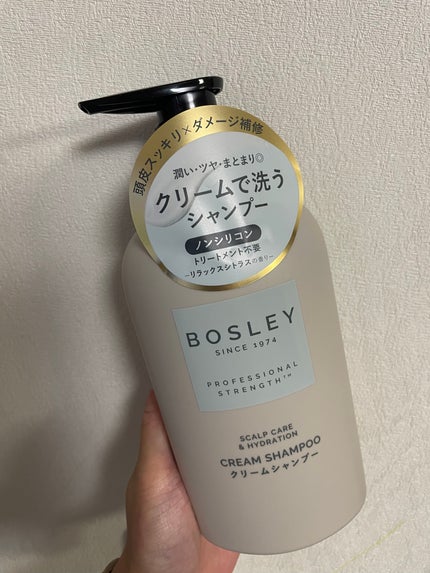 頭皮スッキリ×ダメージ補修
潤い・ツヤ・まとまり◎
クリームで洗う
シャンプー
ノンシリコン
トリートメント不要
ーリラックスシトラスの香りー
BOSLEY
SINCE 1974
PROFESSIONAL
STRENGTH™
SCALP CARE
& HYDRATION
CREAM SHAMPOO
クリームシャンプー